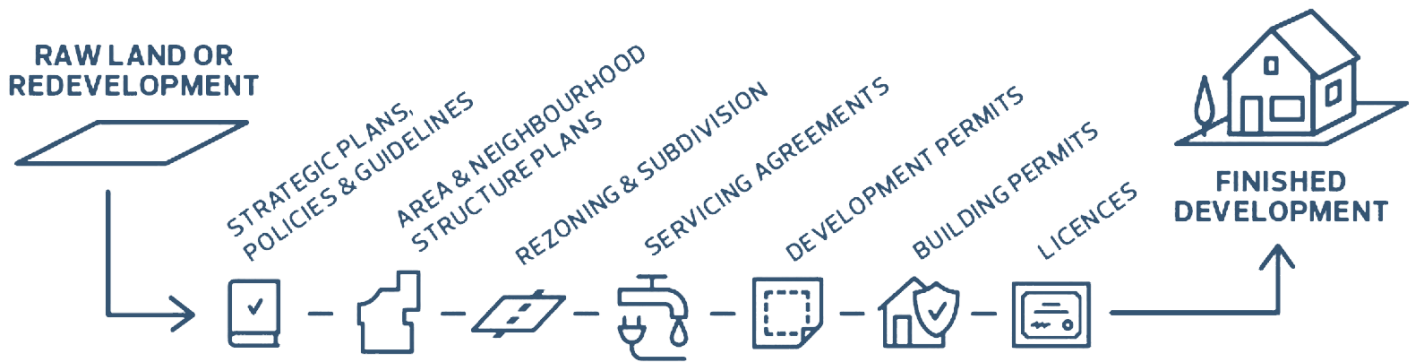 RAW LAND OR
REDEVELOPMENT
STRATEGIC PLANS,
POLICIES & GUIDELINES
AREA & NEIGHBOURHOOD
STRUCTURE PLANS
REZONING & SUBDIVISION
SERVICING AGREEMENTS
DEVELOPMENT PERMITS
BUILDING PERMITS
LICENCES
FINISHED
DEVELOPMENT